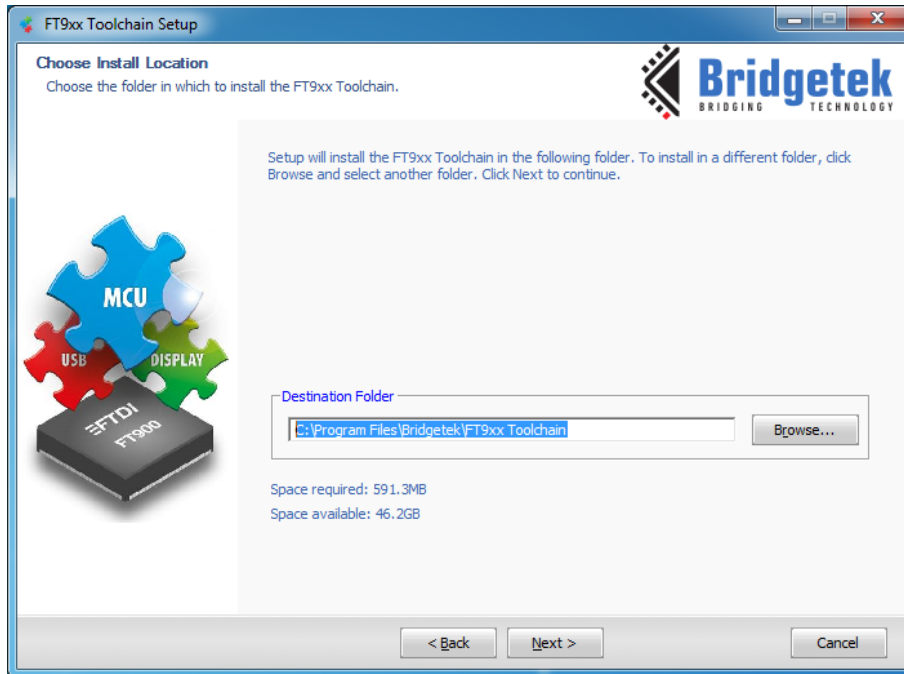 FT9xx Toolchain Setup
Choose Install Location
Choose the folder in which to install the FT9xx Toolchain.
Bridgetek
BRIDGING TECHNOLOGY
Setup will install the FT9xx Toolchain in the following folder. To install in a different folder, click
Browse and select another folder. Click Next to continue.
MCU
USB
DISPLAY
FTDI
FT900
Destination Folder
C:\Program Files\Bridgetek\FT9xx Toolchain
Browse...
Space required: 591.3MB
Space available: 46.2GB
< Back
Next >
Cancel